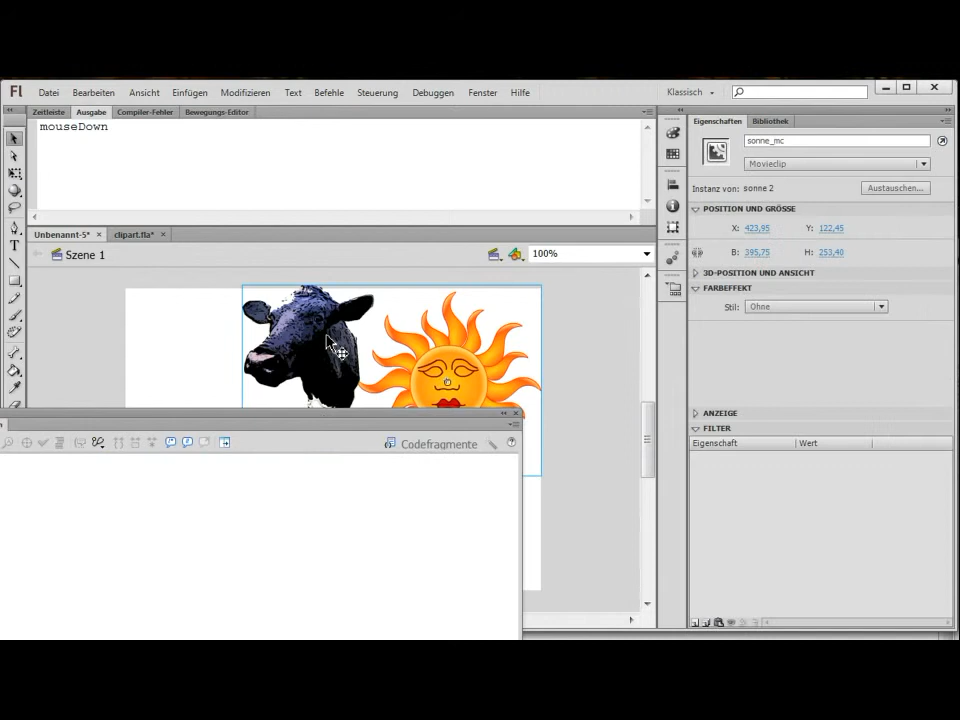 Fl Datei Bearbeiten Ansicht Einfügen Modifizieren Text Befehle Steuerung Debuggen Fenster Hilfe Klassisch
Zeitleiste Ausgabe Compiler-Fehler Bewegungs-Editor
mouseDown
Unbenannt-5* × clipart.fla* ×
Szene 1 100%
Codefragmente
Eigenschaften Bibliothek
sonne_mc
Movieclip
Instanz von: sonne 2 Austauschen...
POSITION UND GRÖSSE
X: 423,95 Y: 122,45
B: 395,75 H: 253,40
3D-POSITION UND ANSICHT
FARBEFFEKT
Stil: Ohne
ANZEIGE
FILTER
Eigenschaft Wert